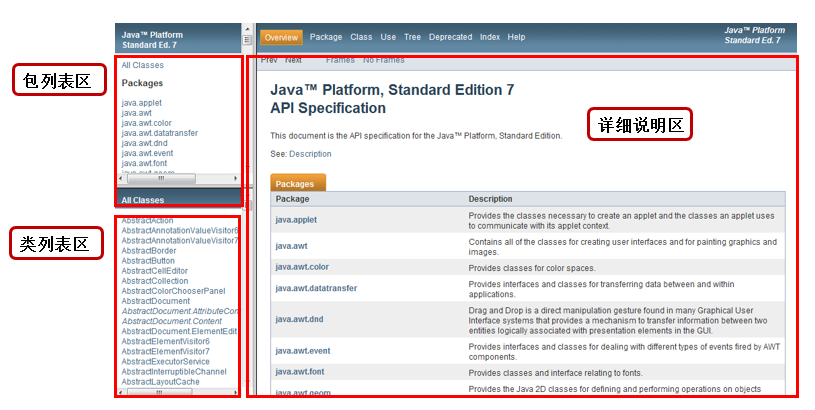 Java™ Platform
Standard Ed. 7
All Classes
Packages
java.applet
java.awt
java.awt.color
java.awt.datatransfer
java.awt.dnd
java.awt.event
java.awt.font
java.awt.geom
包列表区
All Classes
AbstractAction
AbstractAnnotationValueVisitor6
AbstractAnnotationValueVisitor7
AbstractBorder
AbstractButton
AbstractCellEditor
AbstractCollection
AbstractColorChooserPanel
AbstractDocument
AbstractDocument.AttributeCon
AbstractDocument.Content
AbstractDocument.ElementEdit
AbstractElementVisitor6
AbstractElementVisitor7
AbstractExecutorService
AbstractInterruptibleChannel
AbstractLayoutCache
类列表区
Overview Package Class Use Tree Deprecated Index Help
Java™ Platform
Standard Ed. 7
Prev Next Frames No Frames
Java™ Platform, Standard Edition 7
API Specification
详细说明区
This document is the API specification for the Java™ Platform, Standard Edition.
See: Description
Packages
Package Description
java.applet Provides the classes necessary to create an applet and the classes an applet uses
to communicate with its applet context.
java.awt Contains all of the classes for creating user interfaces and for painting graphics and
images.
java.awt.color Provides classes for color spaces.
java.awt.datatransfer Provides interfaces and classes for transferring data between and within
applications.
java.awt.dnd Drag and Drop is a direct manipulation gesture found in many Graphical User
Interface systems that provides a mechanism to transfer information between two
entities logically associated with presentation elements in the GUI.
java.awt.event Provides interfaces and classes for dealing with different types of events fired by AWT
components.
java.awt.font Provides classes and interface relating to fonts.
java.awt.geom Provides the Java 2D classes for defining and performing operations on objects